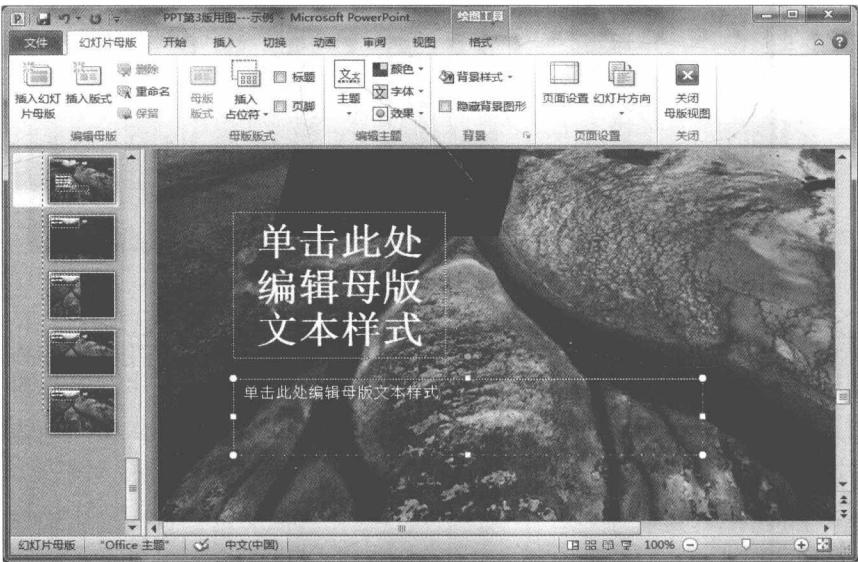 PPT第3版用图---示例 - Microsoft PowerPoint 绘图工具
文件 幻灯片母版 开始 插入 切换 动画 审阅 视图 格式
插入幻灯片母版
插入版式
删除
重命名
保留
编辑母版
母版版式
插入占位符
标题
页脚
母版版式
主题
颜色
字体
效果
编辑主题
背景样式
隐藏背景图形
背景
页面设置
幻灯片方向
页面设置
关闭母版视图
关闭
单击此处
编辑母版
文本样式
单击此处编辑母版文本样式
幻灯片母版 "Office 主题" 中文(中国) 100%